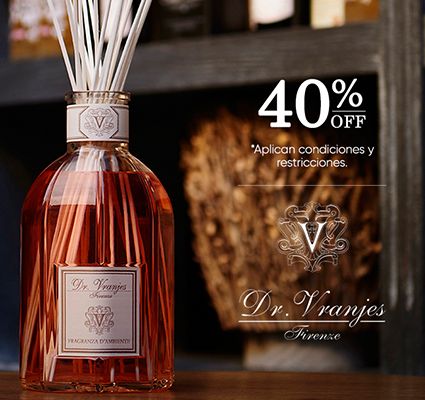 40%
OFF
*Aplican condiciones y
restricciones.
V
Dr. Vranjes
Firenze
V
Dr. Vranjes
Firenze
V
FRAGRANZA D'AMBIENTE